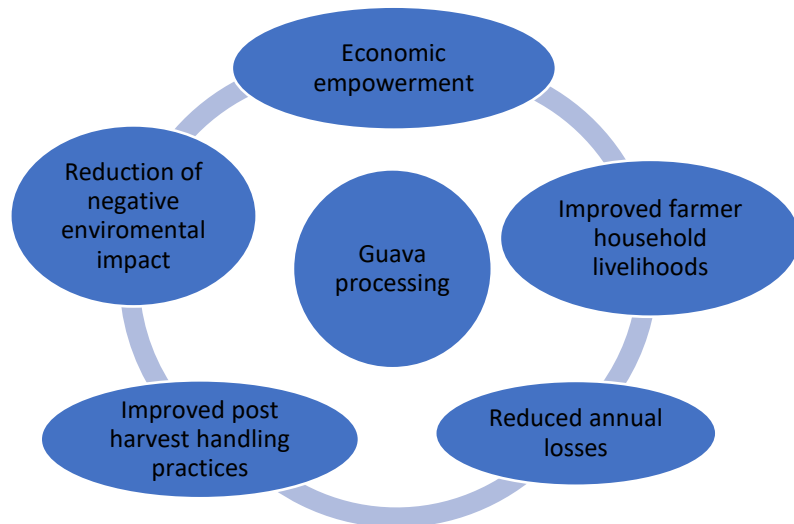 Economic
empowerment
Improved farmer
household
livelihoods
Reduced annual
losses
Improved post
harvest handling
practices
Reduction of
negative
enviromental
impact
Guava
processing